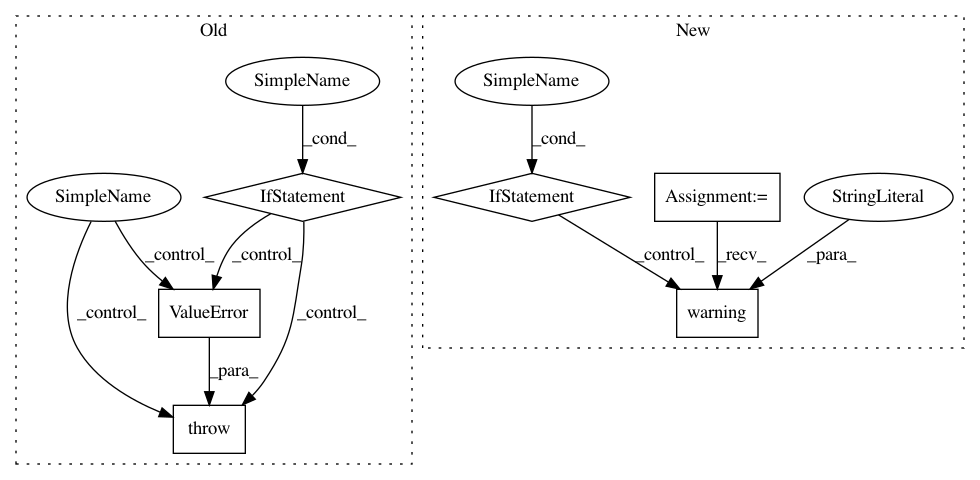 Old
New
SimpleName
SimpleName
_cond_
_cond_
SimpleName
IfStatement
IfStatement
Assignment:=
StringLiteral
_control_
_control_
_control_
_recv_
_para_
ValueError
warning
_control_
_control_
_para_
throw